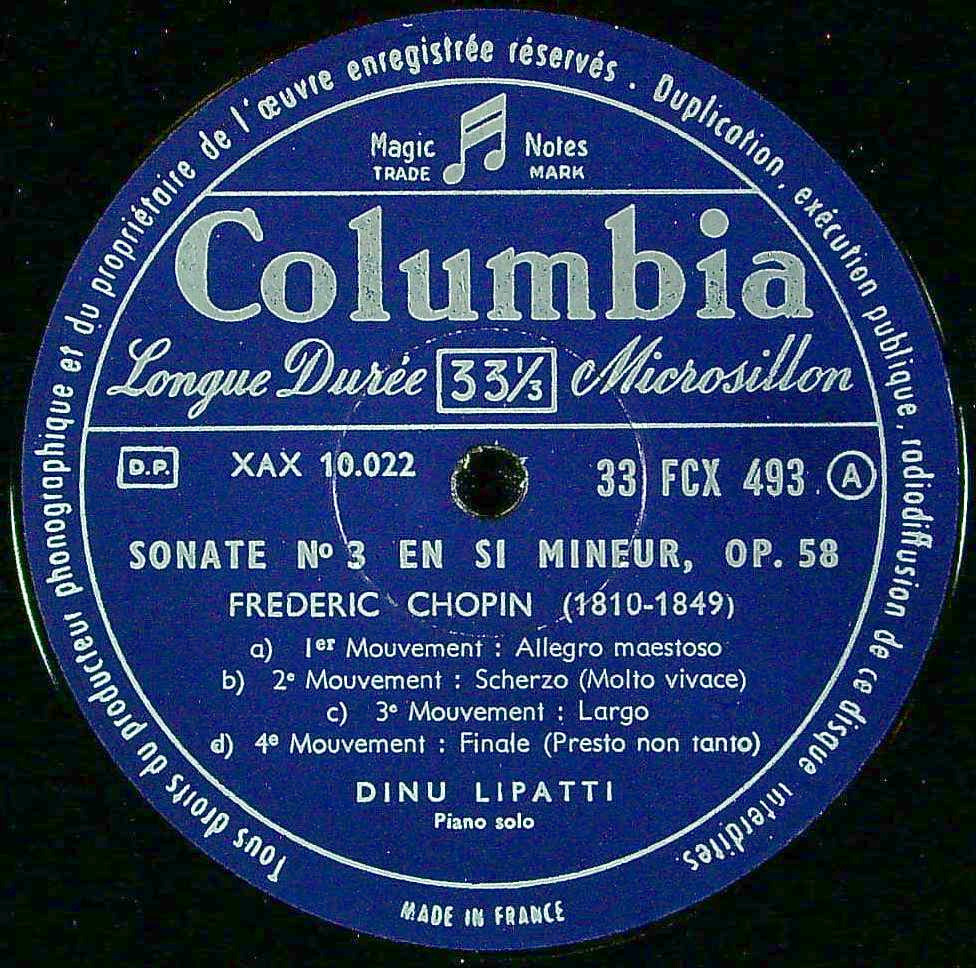 Tous droits du producteur phonographique et du propriétaire de l'œuvre enregistrée réservés. Duplication, exécution publique, radiodiffusion de ce disque interdites.
Magic Notes
TRADE MARK
Columbia
Longue Durée 33⅓ Microsillon
D.P. XAX 10.022 33 FCX 493 A
SONATE Nº 3 EN SI MINEUR, OP. 58
FREDERIC CHOPIN (1810-1849)
a) 1er Mouvement : Allegro maestoso
b) 2e Mouvement : Scherzo (Molto vivace)
c) 3e Mouvement : Largo
d) 4e Mouvement : Finale (Presto non tanto)
DINU LIPATTI
Piano solo
MADE IN FRANCE